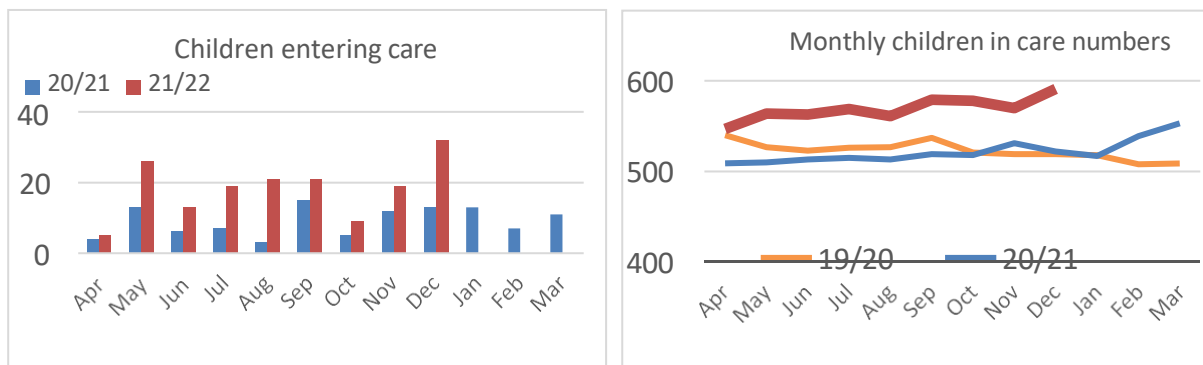 Children entering care
20/21 21/22
40
20
0
Apr May Jun Jul Aug Sep Oct Nov Dec Jan Feb Mar
Monthly children in care numbers
600
500
400
19/20 20/21
Apr May Jun Jul Aug Sep Oct Nov Dec Jan Feb Mar